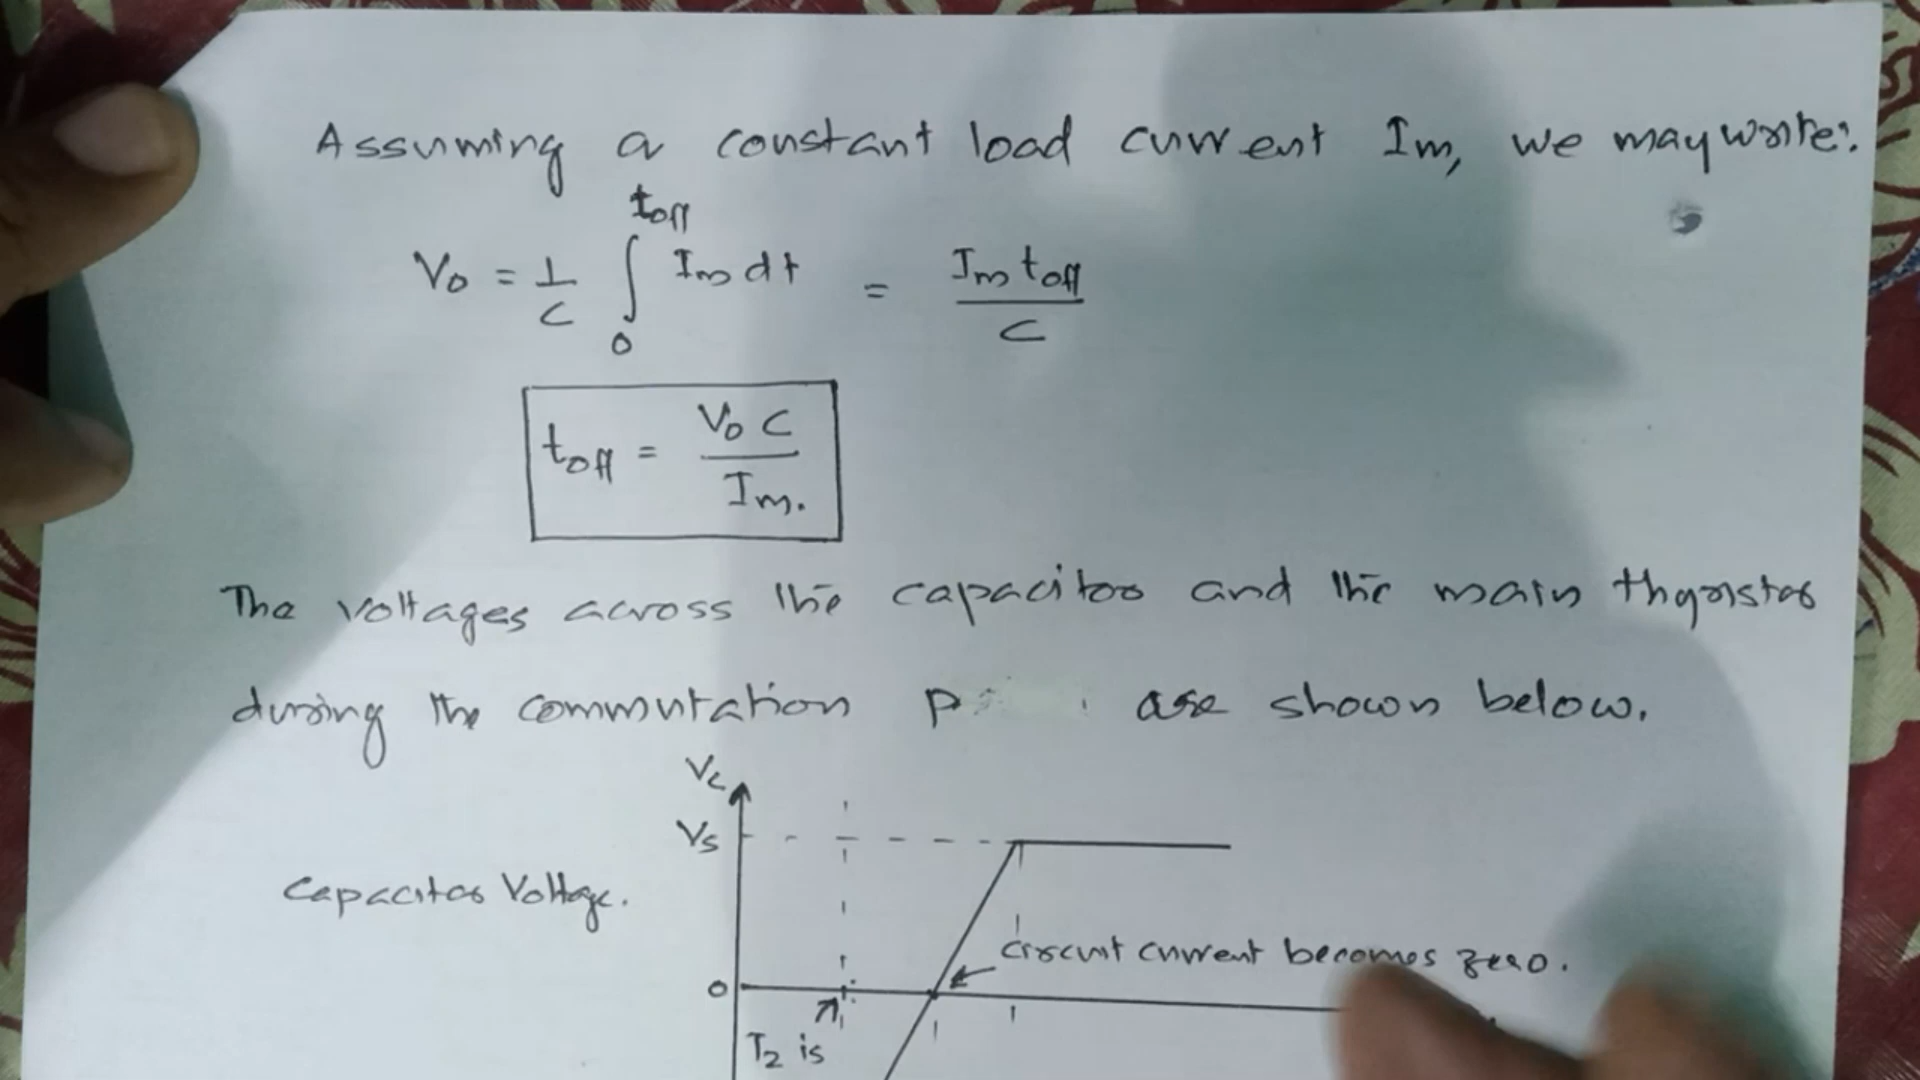 Assuming a constant load current Im, we may write:
V0 = 1/C ∫0^toff Im dt = Im toff / C
toff = V0 C / Im.
The voltages across the capacitor and the main thyristor
during the commutation are shown below.
Vc
Vs
Capacitor Voltage.
circuit current becomes zero.
0
T2 is